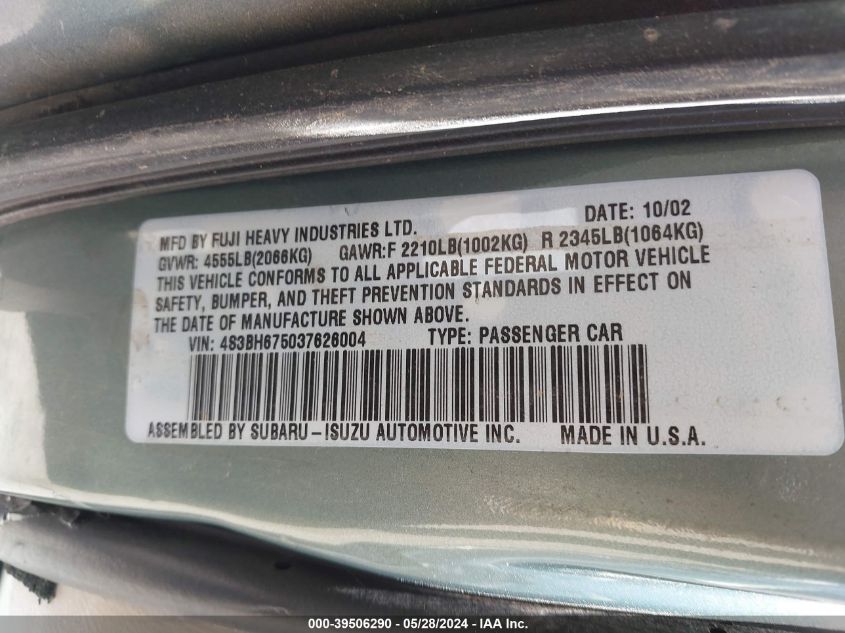 DATE: 10/02
MFD BY FUJI HEAVY INDUSTRIES LTD.
GVWR: 4555LB(2066KG) GAWR:F 2210LB(1002KG) R 2345LB(1064KG)
THIS VEHICLE CONFORMS TO ALL APPLICABLE FEDERAL MOTOR VEHICLE
SAFETY, BUMPER, AND THEFT PREVENTION STANDARDS IN EFFECT ON
THE DATE OF MANUFACTURE SHOWN ABOVE.
VIN: 4S3BH675037626004 TYPE: PASSENGER CAR
ASSEMBLED BY SUBARU-ISUZU AUTOMOTIVE INC. MADE IN U.S.A.
000-39506290 - 05/28/2024 - IAA Inc.